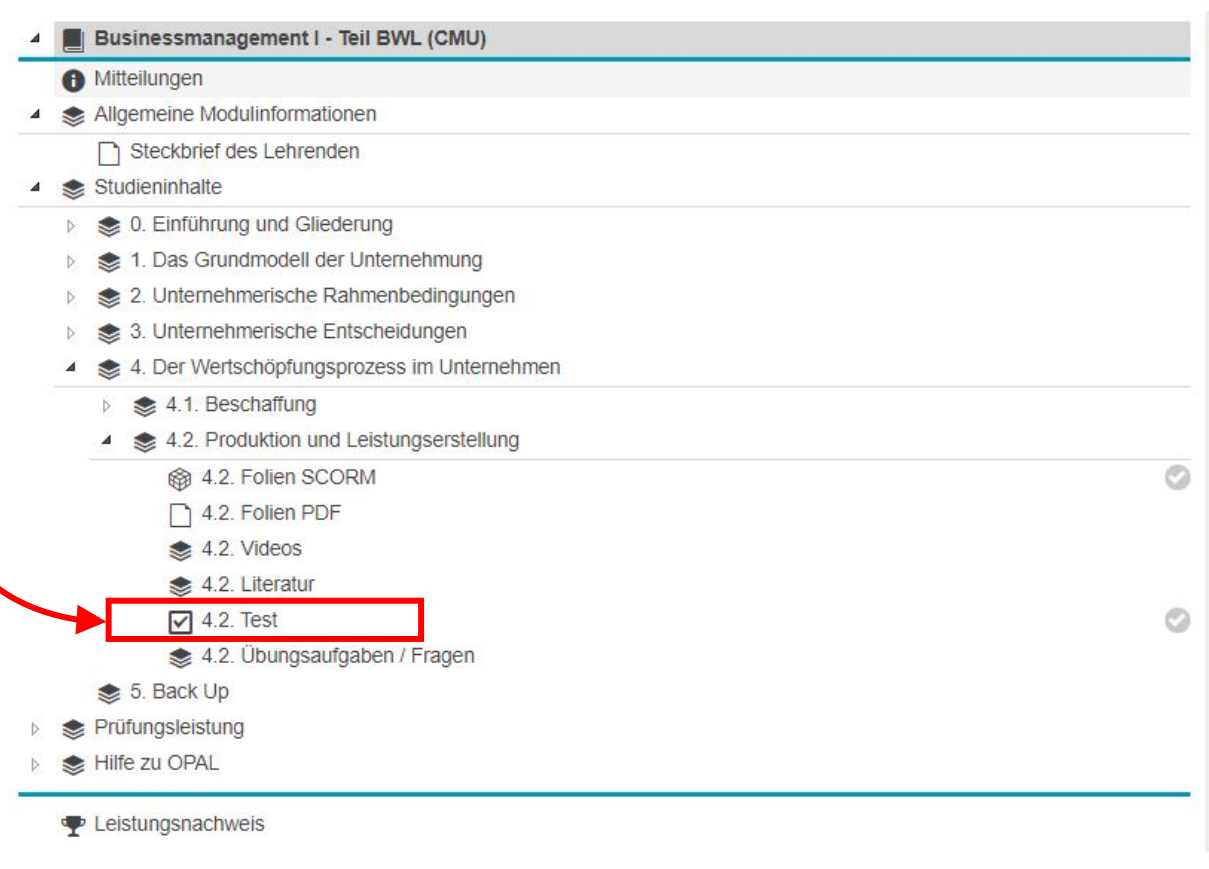 Businessmanagement I - Teil BWL (CMU)
Mitteilungen
Allgemeine Modulinformationen
Steckbrief des Lehrenden
Studieninhalte
0. Einführung und Gliederung
1. Das Grundmodell der Unternehmung
2. Unternehmerische Rahmenbedingungen
3. Unternehmerische Entscheidungen
4. Der Wertschöpfungsprozess im Unternehmen
4.1. Beschaffung
4.2. Produktion und Leistungserstellung
4.2. Folien SCORM
4.2. Folien PDF
4.2. Videos
4.2. Literatur
4.2. Test
4.2. Übungsaufgaben / Fragen
5. Back Up
Prüfungsleistung
Hilfe zu OPAL
Leistungsnachweis